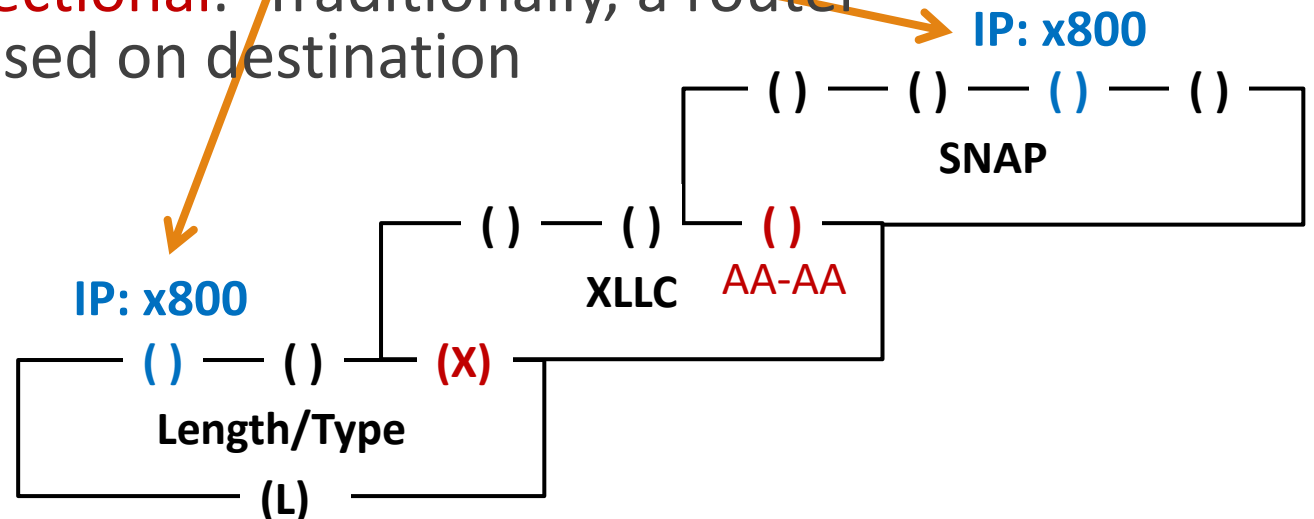 ectional: Traditionally, a router
sed on destination
IP: x800
( ) ( ) ( ) ( )
SNAP
( ) ( ) ( )
XLLC AA-AA
IP: x800
( ) ( ) (X)
Length/Type
(L)